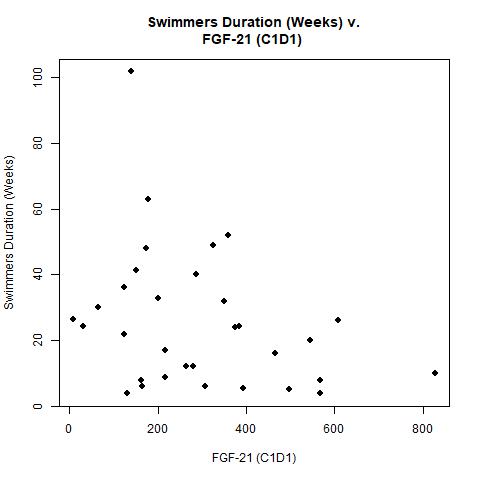 Swimmers Duration (Weeks) v.
FGF-21 (C1D1)
Swimmers Duration (Weeks)
100
80
60
40
20
0
0 200 400 600 800
FGF-21 (C1D1)